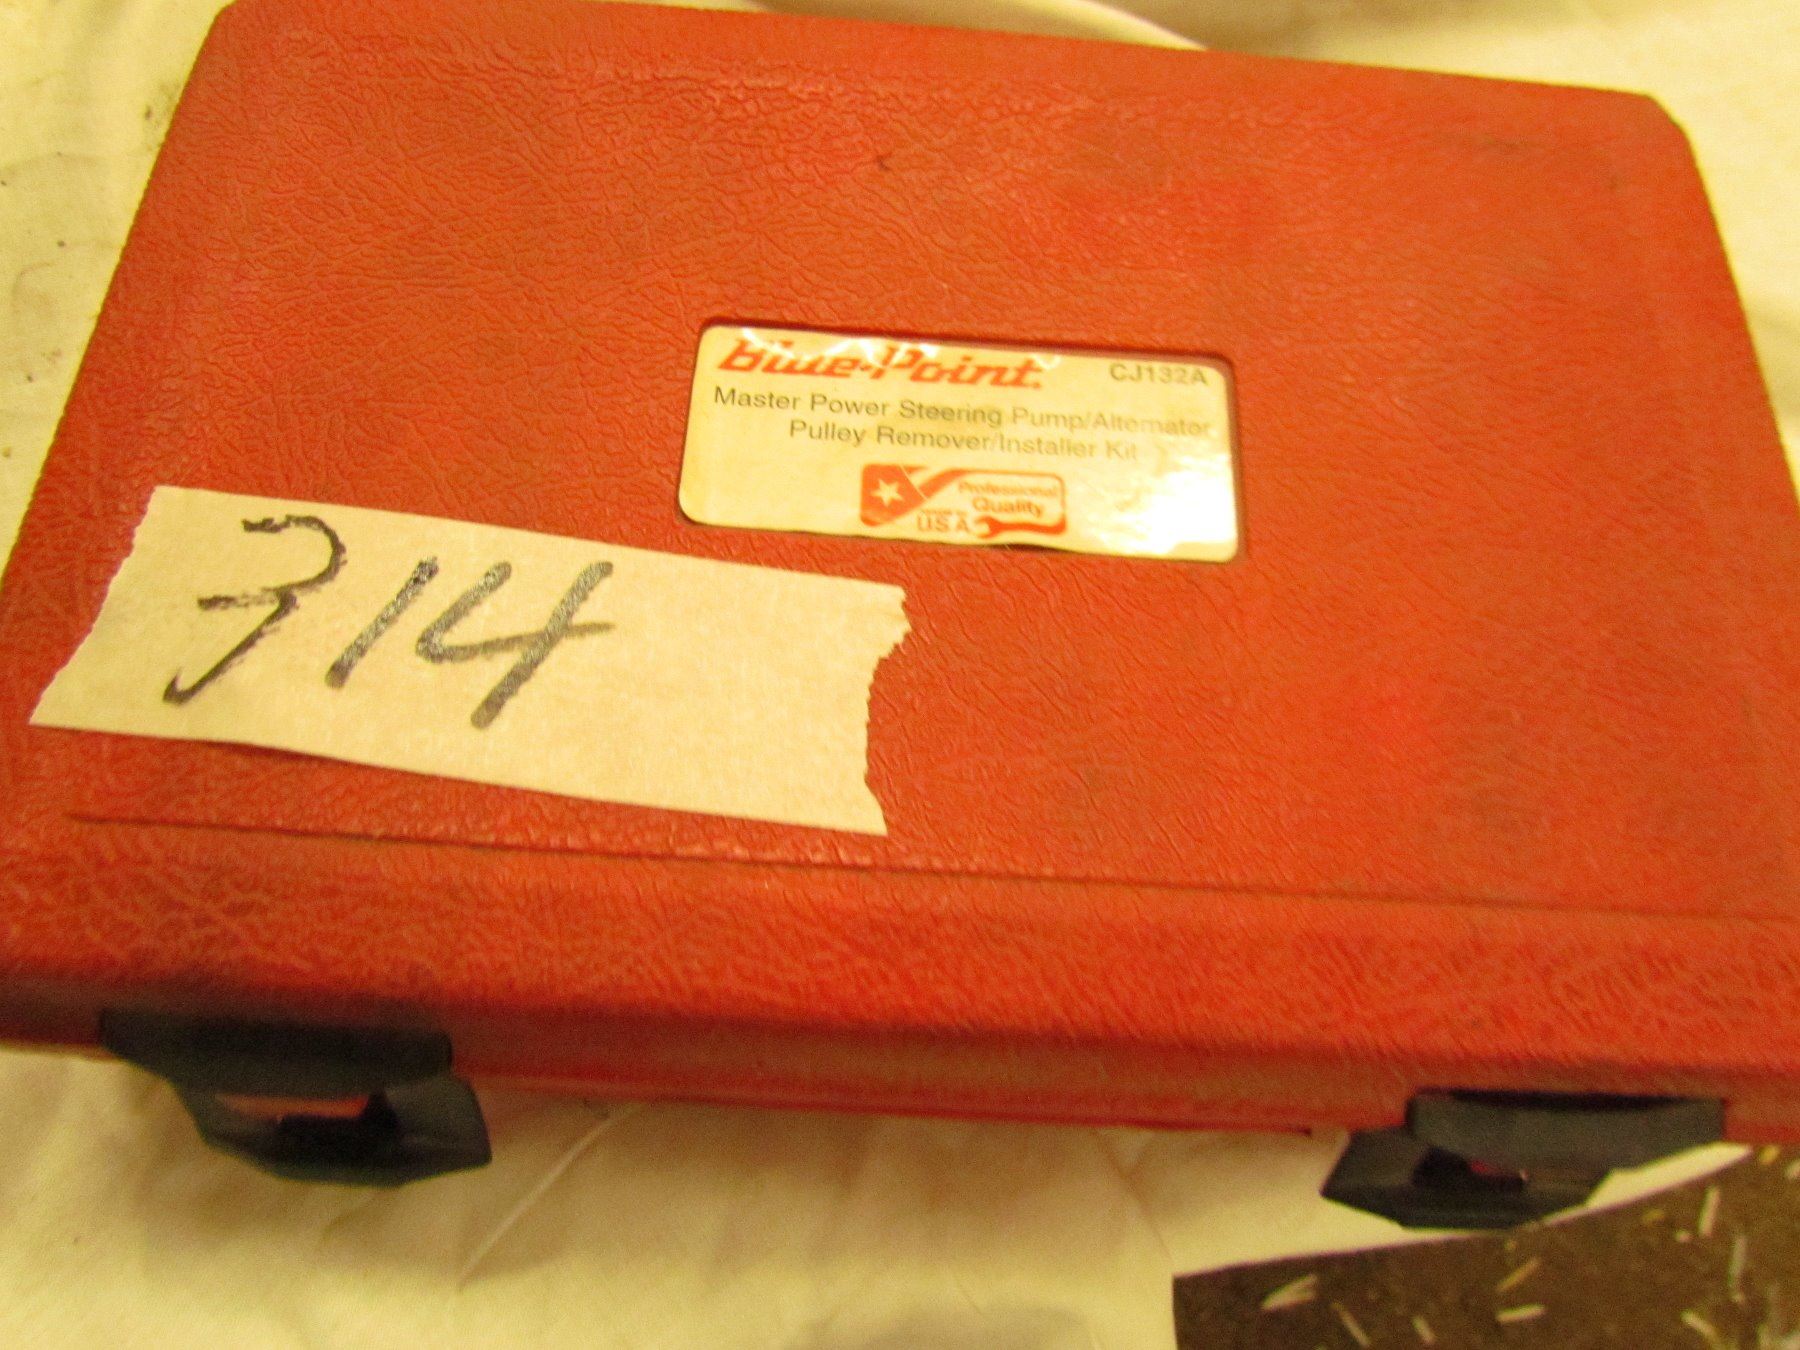 Blue-Point. CJ132A
Master Power Steering Pump/Alternator
Pulley Remover/Installer Kit
Professional
Quality
U.S.A
314